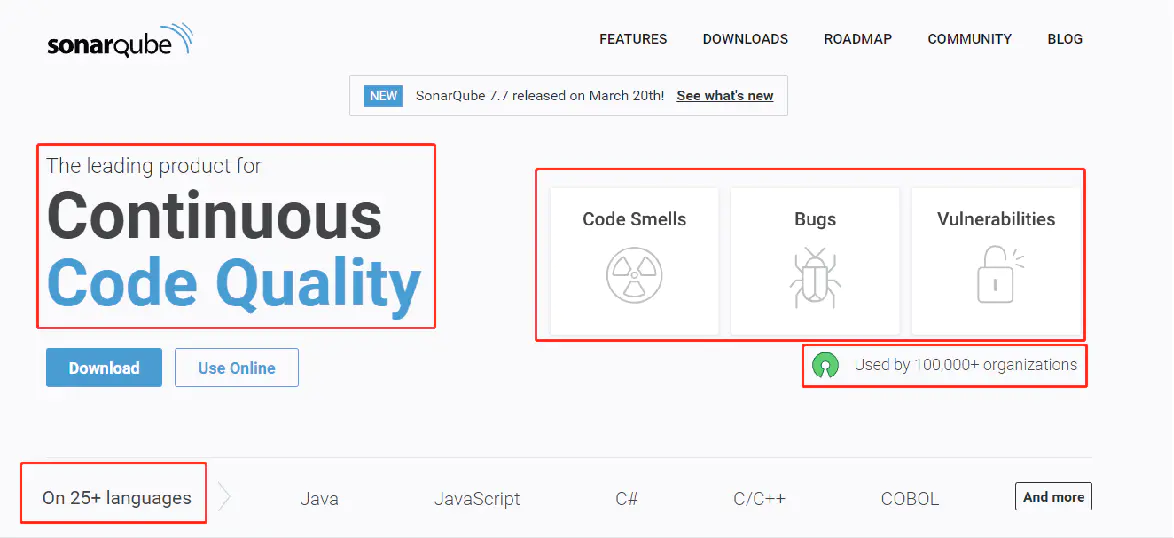 sonarqube
FEATURES DOWNLOADS ROADMAP COMMUNITY BLOG
NEW SonarQube 7.7 released on March 20th! See what's new
The leading product for
Continuous
Code Quality
Code Smells Bugs Vulnerabilities
Download Use Online
Used by 100,000+ organizations
On 25+ languages Java JavaScript C# C/C++ COBOL And more